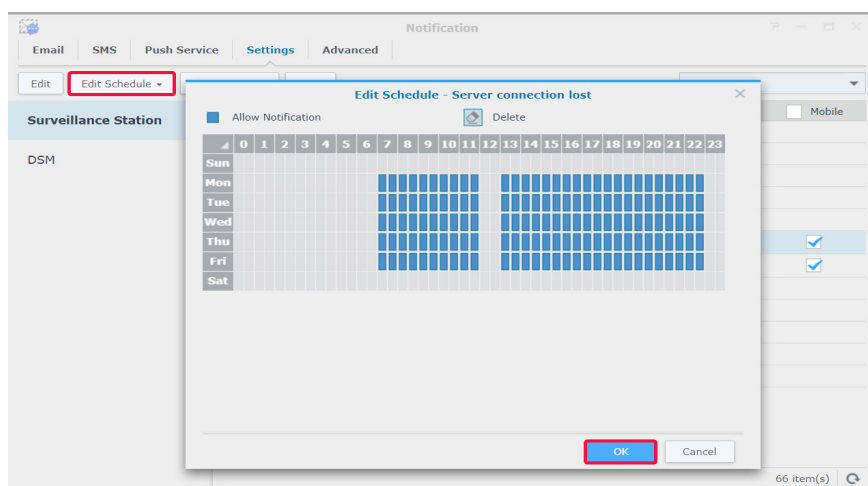 Notification
Email SMS Push Service Settings Advanced
Edit Edit Schedule
Edit Schedule - Server connection lost
Surveillance Station
DSM
Mobile
Allow Notification Delete
0 1 2 3 4 5 6 7 8 9 10 11 12 13 14 15 16 17 18 19 20 21 22 23
Sun
Mon
Tue
Wed
Thu
Fri
Sat
OK Cancel
66 item(s)